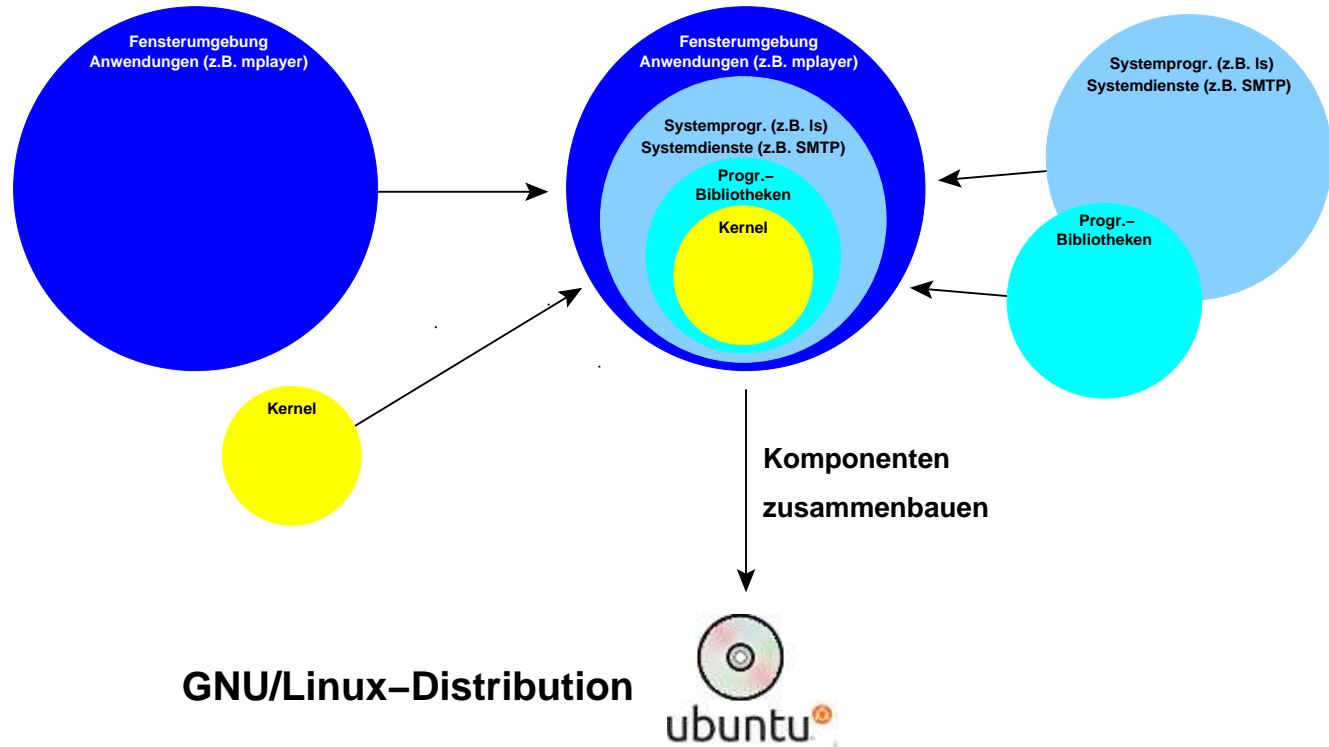 Fensterumgebung
Anwendungen (z.B. mplayer)
Fensterumgebung
Anwendungen (z.B. mplayer)
Systemprogr. (z.B. ls)
Systemdienste (z.B. SMTP)
Systemprogr. (z.B. ls)
Systemdienste (z.B. SMTP)
Progr.–
Bibliotheken
Kernel
Progr.–
Bibliotheken
Kernel
Komponenten
zusammenbauen
GNU/Linux–Distribution
ubuntu